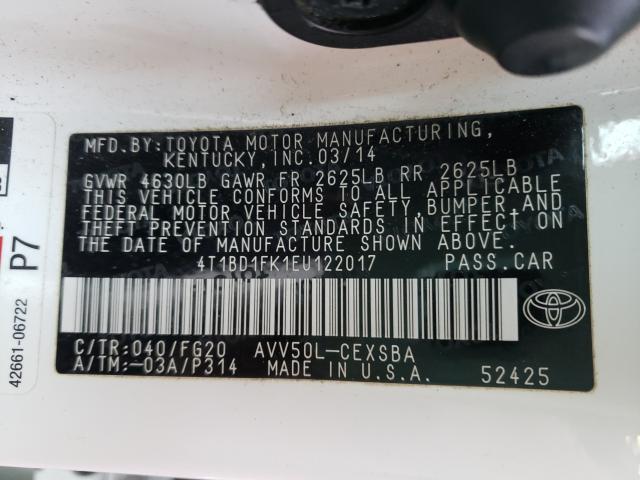 MFD.BY:TOYOTA MOTOR MANUFACTURING,
KENTUCKY, INC.03/14
GVWR 4630LB GAWR FR 2625LB RR 2625LB
THIS VEHICLE CONFORMS TO ALL APPLICABLE
FEDERAL MOTOR VEHICLE SAFETY,BUMPER,AND
THEFT PREVENTION STANDARDS IN EFFECT ON
THE DATE OF MANUFACTURE SHOWN ABOVE.
4T1BD1FK1EU122017 PASS.CAR
C/TR:040/FG20 AVV50L-CEXSBA
A/TM:-03A/P314 MADE IN U.S.A. 52425
TOYOTA
42661-06722
P7